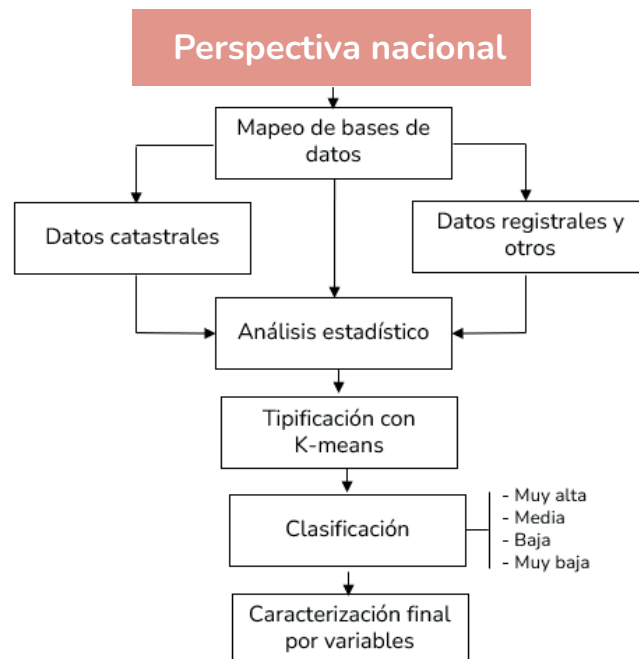 Perspectiva nacional
Mapeo de bases de
datos
Datos catastrales
Datos registrales y
otros
Análisis estadístico
Tipificación con
K-means
Clasificación
- Muy alta
- Media
- Baja
- Muy baja
Caracterización final
por variables